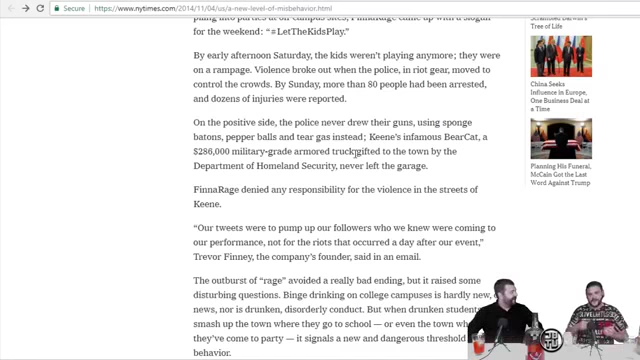 Secure https://www.nytimes.com/2014/11/04/us/a-new-level-of-misbehavior.html
piling into parties at off-campus sites, FinnaRage came up with a slogan
for the weekend: “#LetTheKidsPlay.”
By early afternoon Saturday, the kids weren’t playing anymore; they were
on a rampage. Violence broke out when the police, in riot gear, moved to
control the crowds. By Sunday, more than 80 people had been arrested,
and dozens of injuries were reported.
On the positive side, the police never drew their guns, using sponge
batons, pepper balls and tear gas instead; Keene’s infamous BearCat, a
$286,000 military-grade armored truck gifted to the town by the
Department of Homeland Security, never left the garage.
FinnaRage denied any responsibility for the violence in the streets of
Keene.
“Our tweets were to pump up our followers who we knew were coming to
our performance, not for the riots that occurred a day after our event,”
Trevor Finney, the company’s founder, said in an email.
The outburst of “rage” avoided a really bad ending, but it raised some
disturbing questions. Binge drinking on college campuses is hardly new,
news, nor is drunken, disorderly conduct. But when drunken students
smash up the town where they go to school — or even the town whe
they’ve come to party — it signals a new and dangerous threshold
behavior.
Scrambled Darwin's
Tree of Life
China Seeks
Influence in Europe,
One Business Deal at
a Time
Planning His Funeral,
McCain Got the Last
Word Against Trump